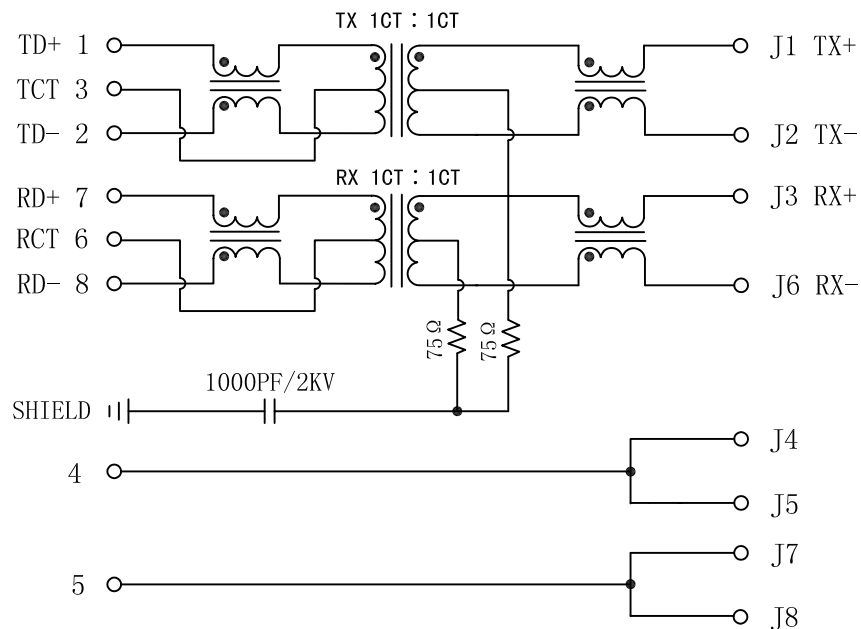 TX 1CT : 1CT
TD+ 1
J1 TX+
TCT 3
TD- 2
J2 TX-
RX 1CT : 1CT
RD+ 7
J3 RX+
RCT 6
RD- 8
J6 RX-
75Ω
75Ω
1000PF/2KV
SHIELD
J4
4
J5
J7
5
J8